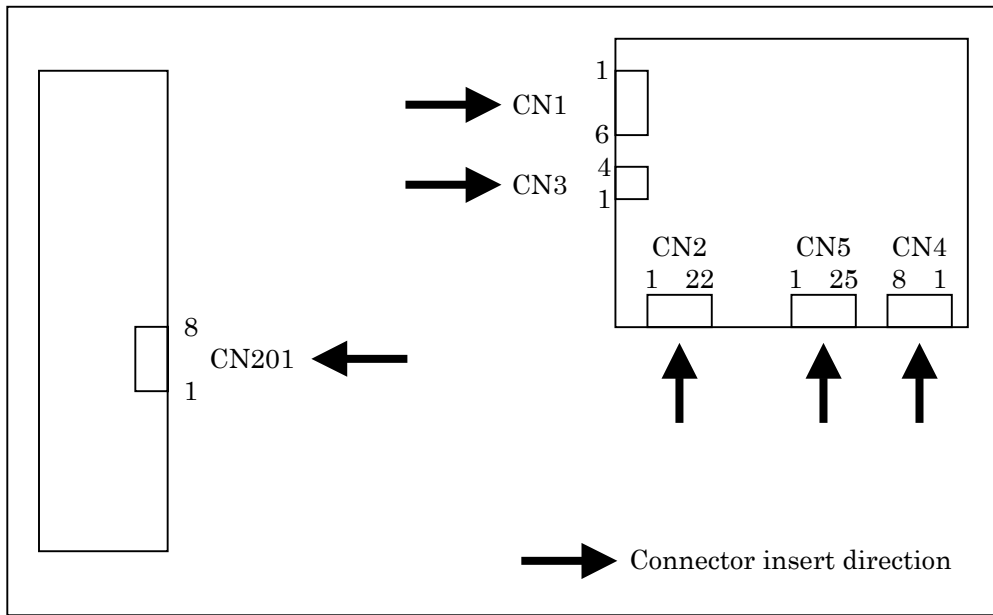 1
CN1
6
4
CN3
1
CN2 CN5 CN4
1 22 1 25 8 1
8
CN201
1
Connector insert direction